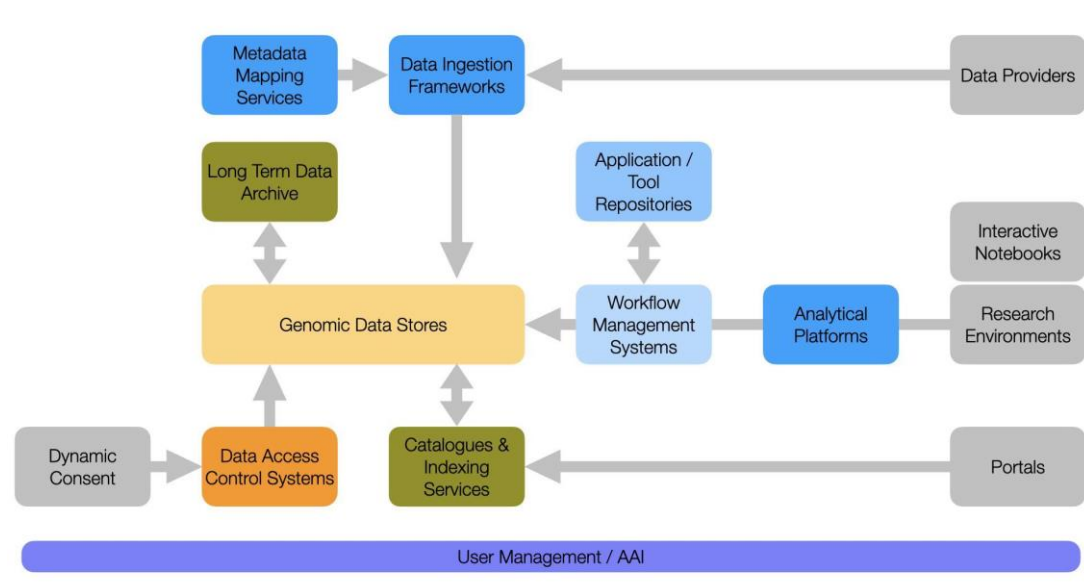 Metadata
Mapping
Services
Data Ingestion
Frameworks
Data Providers
Long Term Data
Archive
Application /
Tool
Repositories
Interactive
Notebooks
Genomic Data Stores
Workflow
Management
Systems
Analytical
Platforms
Research
Environments
Dynamic
Consent
Data Access
Control Systems
Catalogues &
Indexing
Services
Portals
User Management / AAI